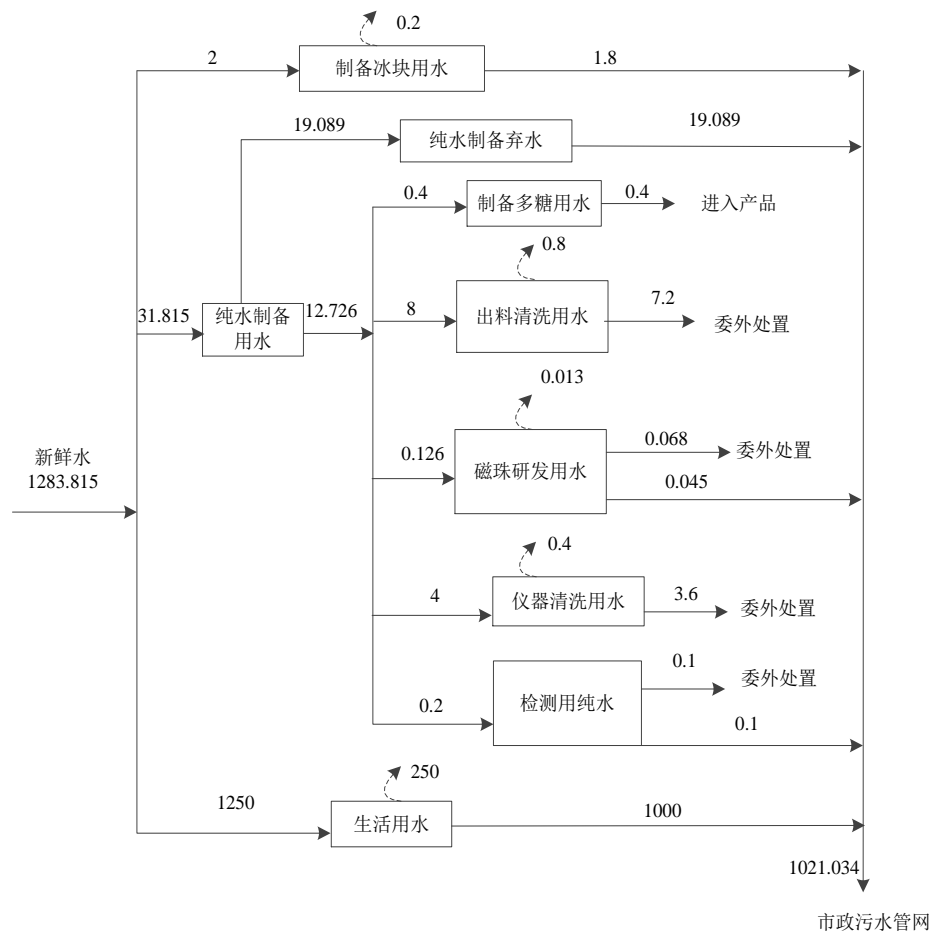 0.2
2
制备冰块用水
1.8
19.089
纯水制备弃水
19.089
0.4
制备多糖用水
0.4
进入产品
0.8
31.815
纯水制备
用水
12.726
8
出料清洗用水
7.2
委外处置
0.013
新鲜水
1283.815
0.126
磁珠研发用水
0.068
委外处置
0.045
0.4
4
仪器清洗用水
3.6
委外处置
0.2
检测用纯水
0.1
委外处置
0.1
250
1250
生活用水
1000
1021.034
市政污水管网